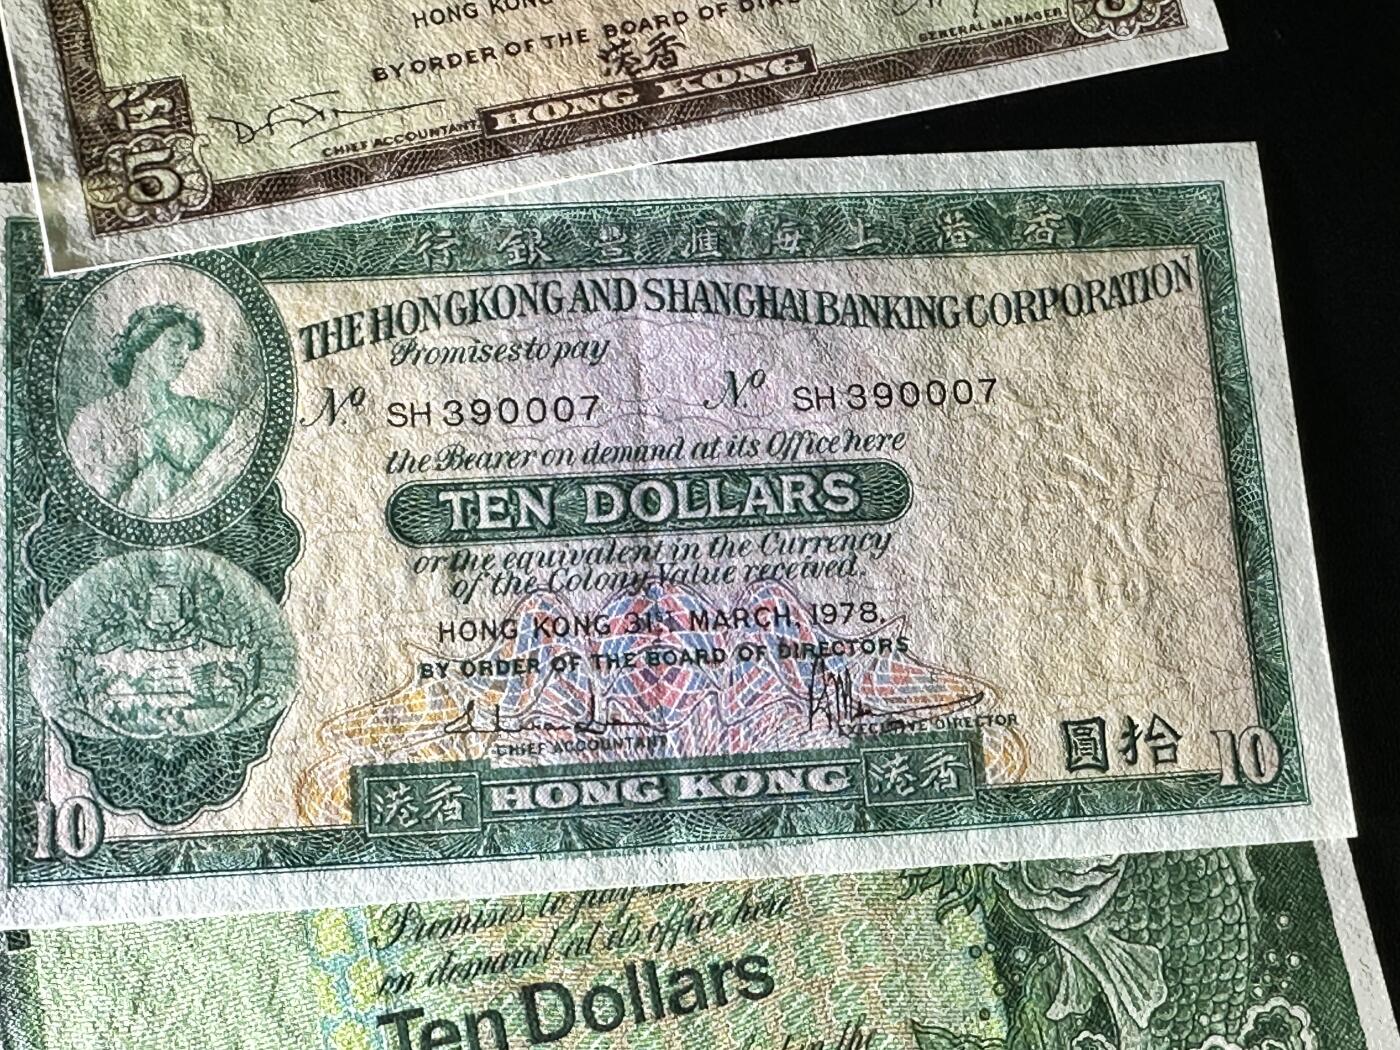 HONG KONG
BY ORDER OF THE BOARD OF
港香
伍
5
CHIEF ACCOUNTANT
HONG KONG
GENERAL MANAGER
5
行銀豐滙海上港香
THE HONGKONG AND SHANGHAI BANKING CORPORATION
Promises to pay
No SH 390007 No SH 390007
the Bearer on demand at its Office here
TEN DOLLARS
or the equivalent in the Currency
of the Colony Value received.
HONG KONG 31ST MARCH, 1978.
BY ORDER OF THE BOARD OF DIRECTORS
CHIEF ACCOUNTANT EXECUTIVE DIRECTOR
圓拾
港香 HONG KONG 港香
10 10
Promises to pay
on demand at its office here
Ten Dollars